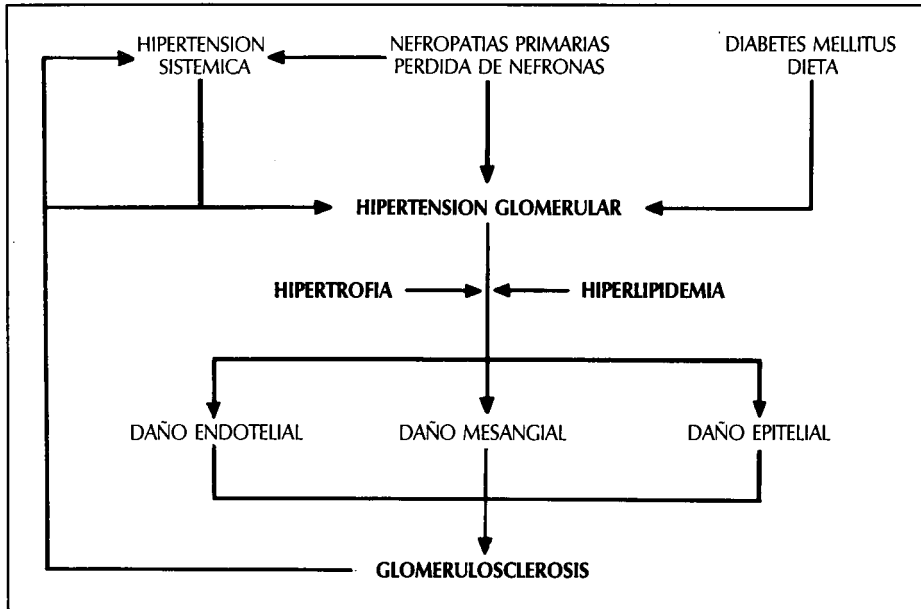 HIPERTENSION
SISTEMICA
NEFROPATIAS PRIMARIAS
PERDIDA DE NEFRONAS
DIABETES MELLITUS
DIETA
HIPERTENSION GLOMERULAR
HIPERTROFIA
HIPERLIPIDEMIA
DAÑO ENDOTELIAL
DAÑO MESANGIAL
DAÑO EPITELIAL
GLOMERULOSCLEROSIS